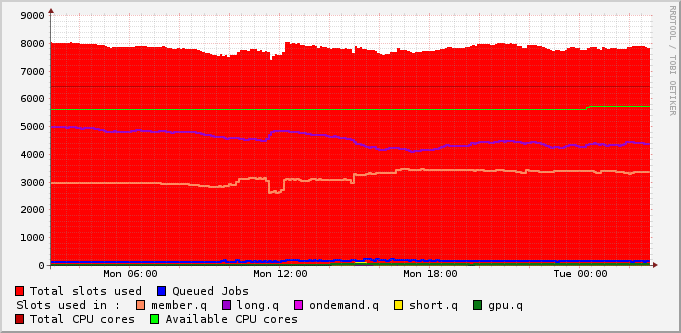 9000
8000
7000
6000
5000
4000
3000
2000
1000
0
Mon 06:00 Mon 12:00 Mon 18:00 Tue 00:00
RRDTOOL / TOBI OETIKER
Total slots used Queued Jobs
Slots used in : member.q long.q ondemand.q short.q gpu.q
Total CPU cores Available CPU cores